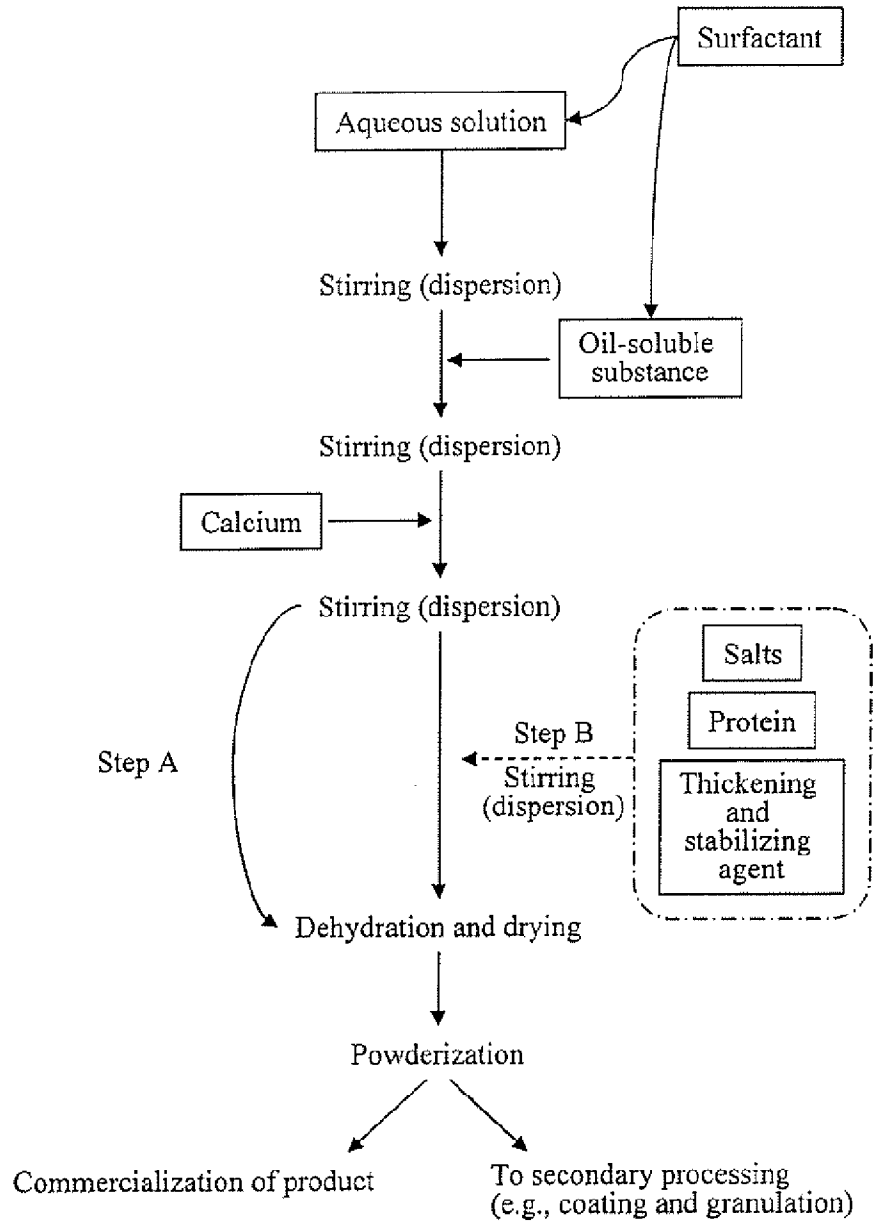 Surfactant
Aqueous solution
Stirring (dispersion)
Oil-soluble
substance
Stirring (dispersion)
Calcium
Stirring (dispersion)
Salts
Protein
Step A
Step B
Stirring
(dispersion)
Thickening
and
stabilizing
agent
Dehydration and drying
Powderization
Commercialization of product
To secondary processing
(e.g., coating and granulation)